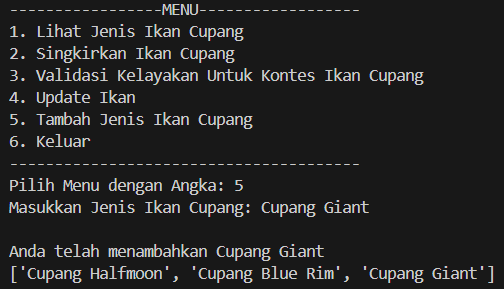 -----------------MENU------------------
1. Lihat Jenis Ikan Cupang
2. Singkirkan Ikan Cupang
3. Validasi Kelayakan Untuk Kontes Ikan Cupang
4. Update Ikan
5. Tambah Jenis Ikan Cupang
6. Keluar
---------------------------------------
Pilih Menu dengan Angka: 5
Masukkan Jenis Ikan Cupang: Cupang Giant
Anda telah menambahkan Cupang Giant
['Cupang Halfmoon', 'Cupang Blue Rim', 'Cupang Giant']